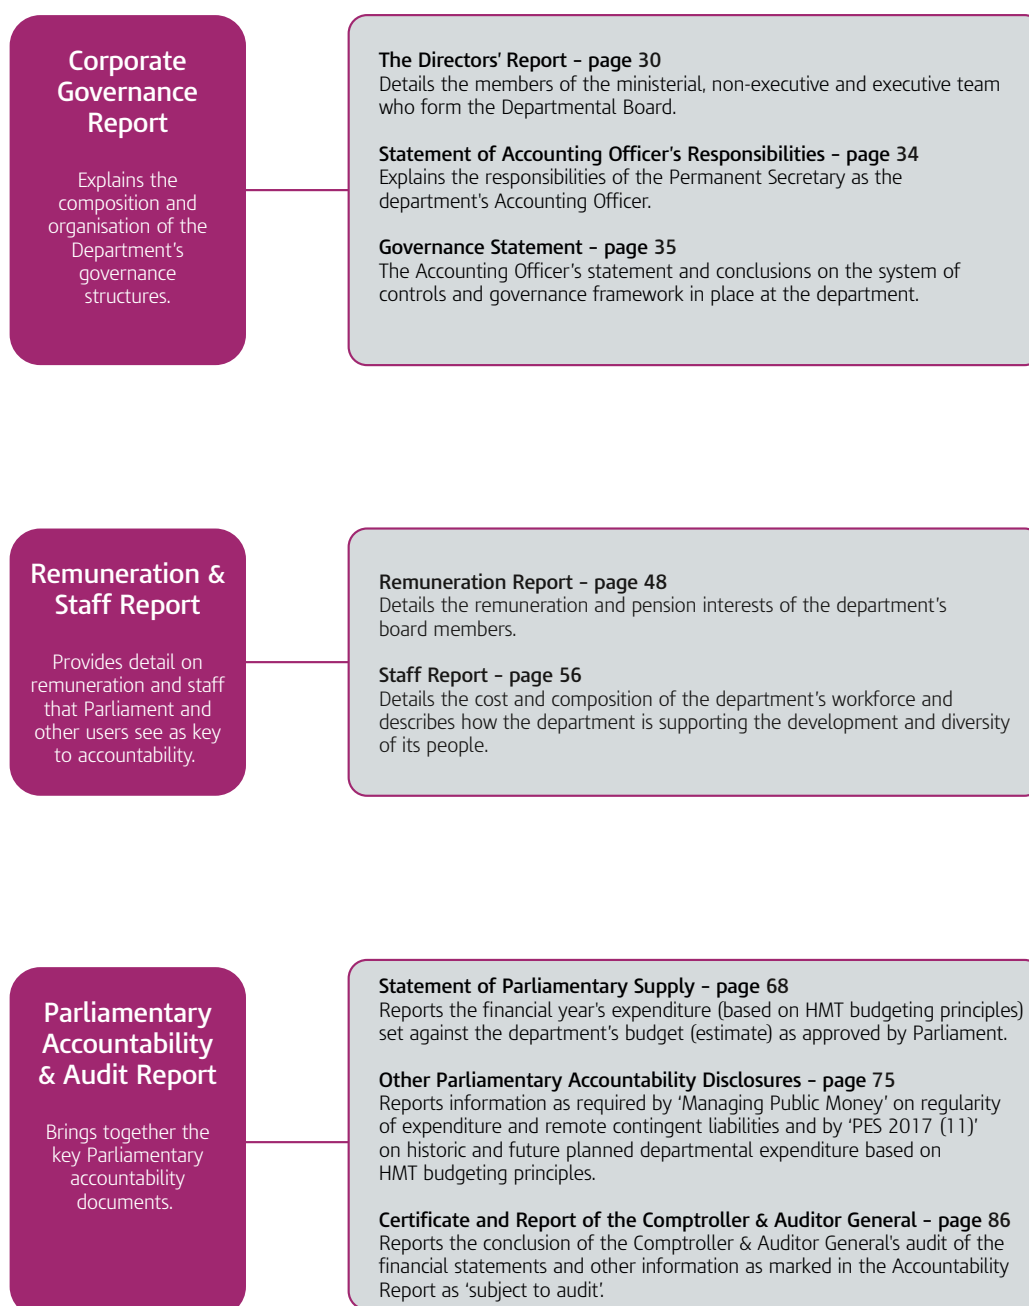 Corporate
Governance
Report
Explains the
composition and
organisation of the
Department's
governance
structures.
The Directors' Report – page 30
Details the members of the ministerial, non-executive and executive team
who form the Departmental Board.
Statement of Accounting Officer's Responsibilities – page 34
Explains the responsibilities of the Permanent Secretary as the
department's Accounting Officer.
Governance Statement – page 35
The Accounting Officer's statement and conclusions on the system of
controls and governance framework in place at the department.
Remuneration &
Staff Report
Provides detail on
remuneration and staff
that Parliament and
other users see as key
to accountability.
Remuneration Report – page 48
Details the remuneration and pension interests of the department's
board members.
Staff Report – page 56
Details the cost and composition of the department's workforce and
describes how the department is supporting the development and diversity
of its people.
Parliamentary
Accountability
& Audit Report
Brings together the
key Parliamentary
accountability
documents.
Statement of Parliamentary Supply – page 68
Reports the financial year's expenditure (based on HMT budgeting principles)
set against the department's budget (estimate) as approved by Parliament.
Other Parliamentary Accountability Disclosures – page 75
Reports information as required by 'Managing Public Money' on regularity
of expenditure and remote contingent liabilities and by 'PES 2017 (11)'
on historic and future planned departmental expenditure based on
HMT budgeting principles.
Certificate and Report of the Comptroller & Auditor General – page 86
Reports the conclusion of the Comptroller & Auditor General's audit of the
financial statements and other information as marked in the Accountability
Report as 'subject to audit'.